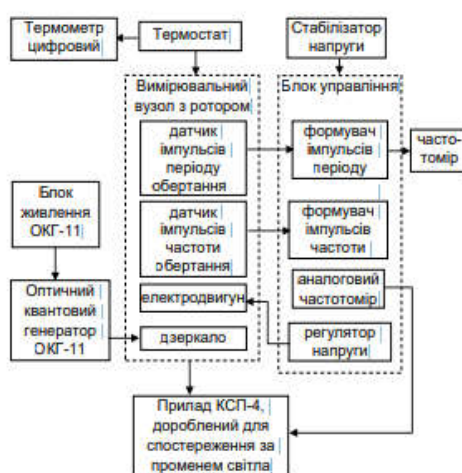 Термометр
цифровий
Термостат
Стабілізатор
напруги
Вимірювальний
вузол з ротором
датчик
імпульсів
періоду
обертання
датчик
імпульсів
частоти
обертання
електродвигун
дзеркало
Блок управління
формувач
імпульсів
періоду
формувач
імпульсів
частоти
аналоговий
частотомір
регулятор
напруги
часто-
томір
Блок
живлення
ОКГ-11
Оптичний
квантовий
генератор
ОКГ-11
Прилад КСП-4,
дороблений для
спостереження за
променем світла